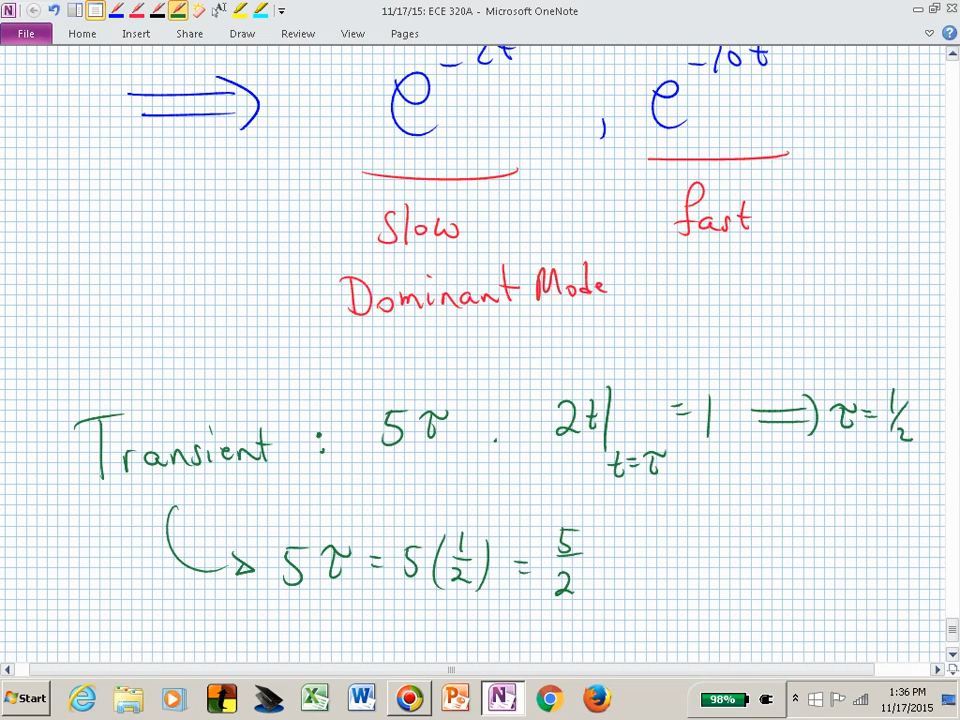 11/17/15: ECE 320A - Microsoft OneNote
File Home Insert Share Draw Review View Pages
⟹ e^-2t , e^-10t
Slow fast
Dominant Mode
Transient : 5τ . 2t|t=τ = 1 ⟹ τ = 1/2
5τ = 5(1/2) = 5/2
Start 98% 1:36 PM
11/17/2015